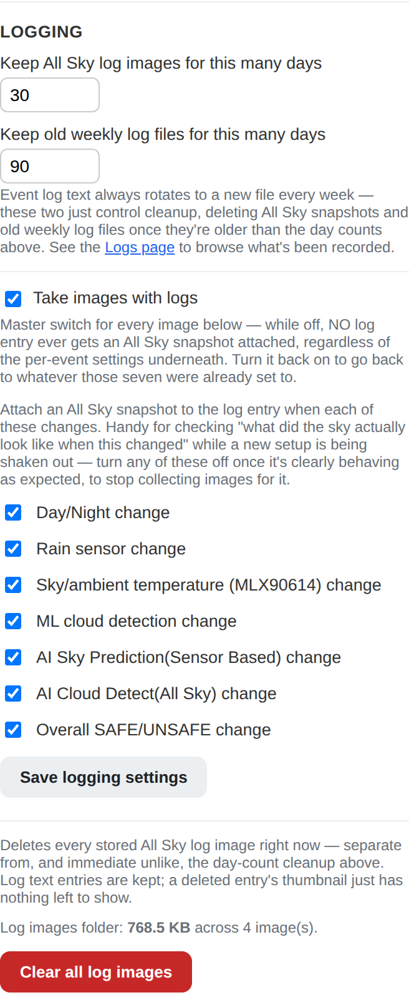 LOGGING
Keep All Sky log images for this many days
30
Keep old weekly log files for this many days
90
Event log text always rotates to a new file every week —
these two just control cleanup, deleting All Sky snapshots and
old weekly log files once they're older than the day counts
above. See the Logs page to browse what's been recorded.
Take images with logs
Master switch for every image below — while off, NO log
entry ever gets an All Sky snapshot attached, regardless of
the per-event settings underneath. Turn it back on to go back
to whatever those seven were already set to.
Attach an All Sky snapshot to the log entry when each of
these changes. Handy for checking "what did the sky actually
look like when this changed" while a new setup is being
shaken out — turn any of these off once it's clearly behaving
as expected, to stop collecting images for it.
Day/Night change
Rain sensor change
Sky/ambient temperature (MLX90614) change
ML cloud detection change
AI Sky Prediction(Sensor Based) change
AI Cloud Detect(All Sky) change
Overall SAFE/UNSAFE change
Save logging settings
Deletes every stored All Sky log image right now — separate
from, and immediate unlike, the day-count cleanup above.
Log text entries are kept; a deleted entry's thumbnail just has
nothing left to show.
Log images folder: 768.5 KB across 4 image(s).
Clear all log images